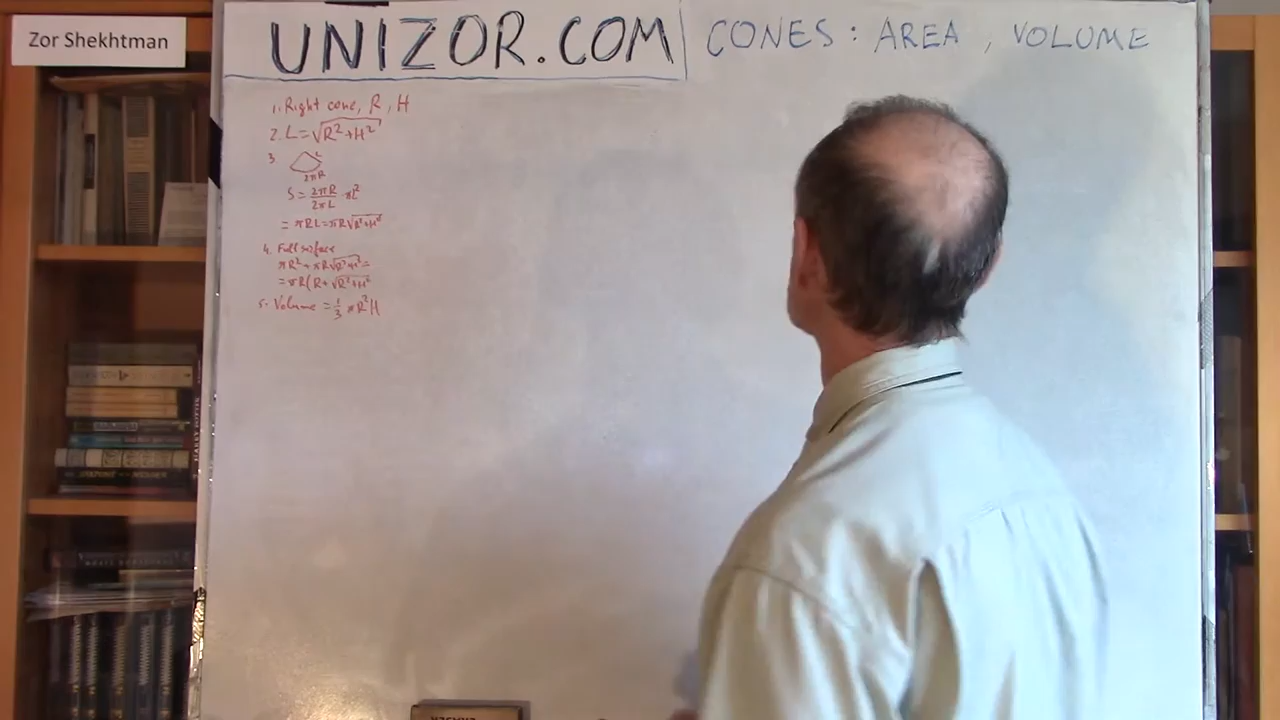 Zor Shekhtman
UNIZOR.COM
CONES: AREA, VOLUME
1. Right cone, R, H
2. L=√R²+H²
3.
L
2πR
S = 2πR/2πL · πL²
= πRL = πR√R²+H²
4. Full surface
πR² + πR√R²+H² =
= πR(R+√R²+H²
5. Volume = 1/3 πR²H